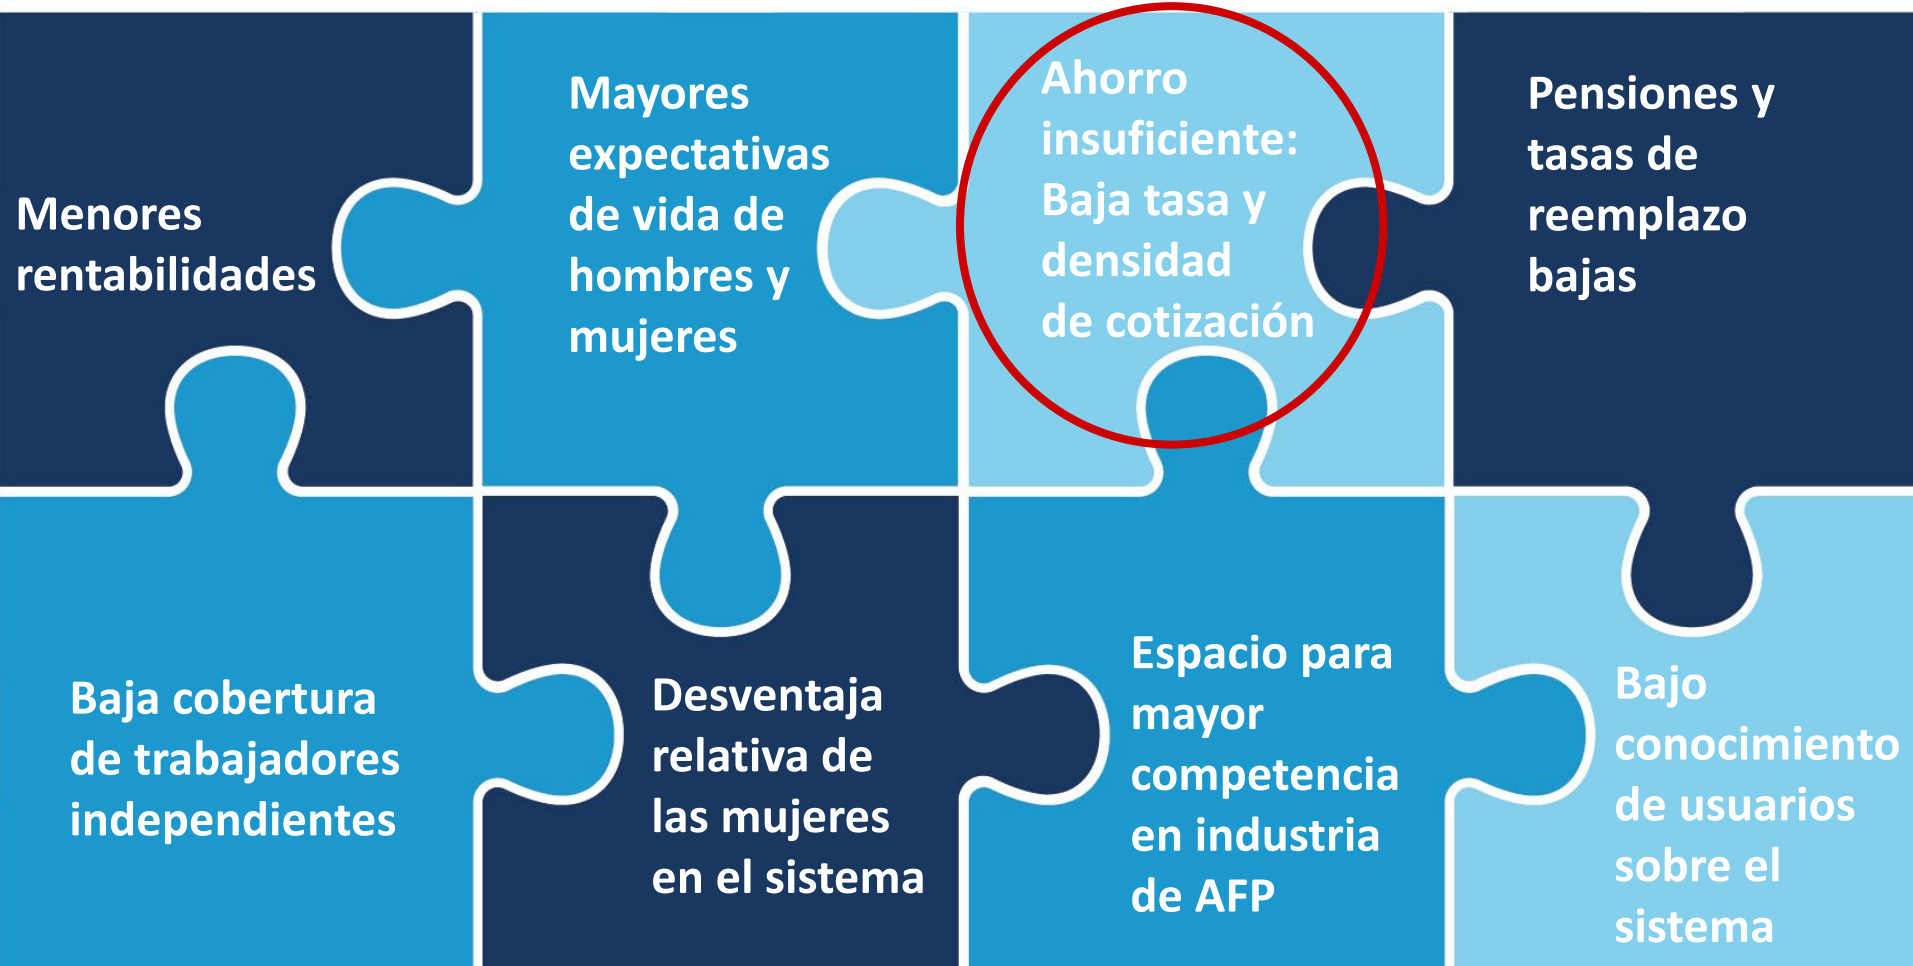 Menores
rentabilidades
Mayores
expectativas
de vida de
hombres y
mujeres
Ahorro
insuficiente:
Baja tasa y
densidad
de cotización
Pensiones y
tasas de
reemplazo
bajas
Baja cobertura
de trabajadores
independientes
Desventaja
relativa de
las mujeres
en el sistema
Espacio para
mayor
competencia
en industria
de AFP
Bajo
conocimiento
de usuarios
sobre el
sistema